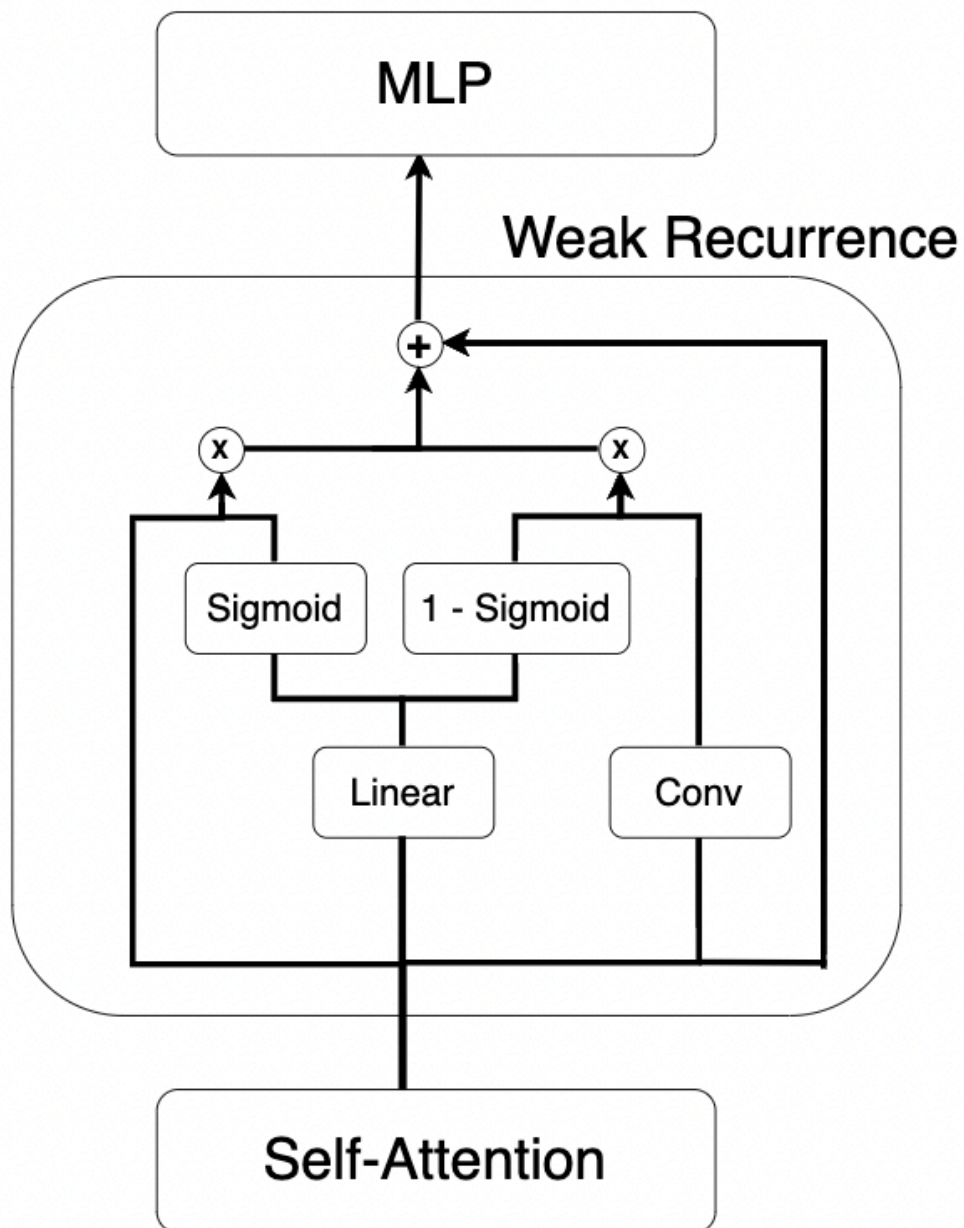 MLP
Weak Recurrence
+
x
x
Sigmoid
1 - Sigmoid
Linear
Conv
Self-Attention